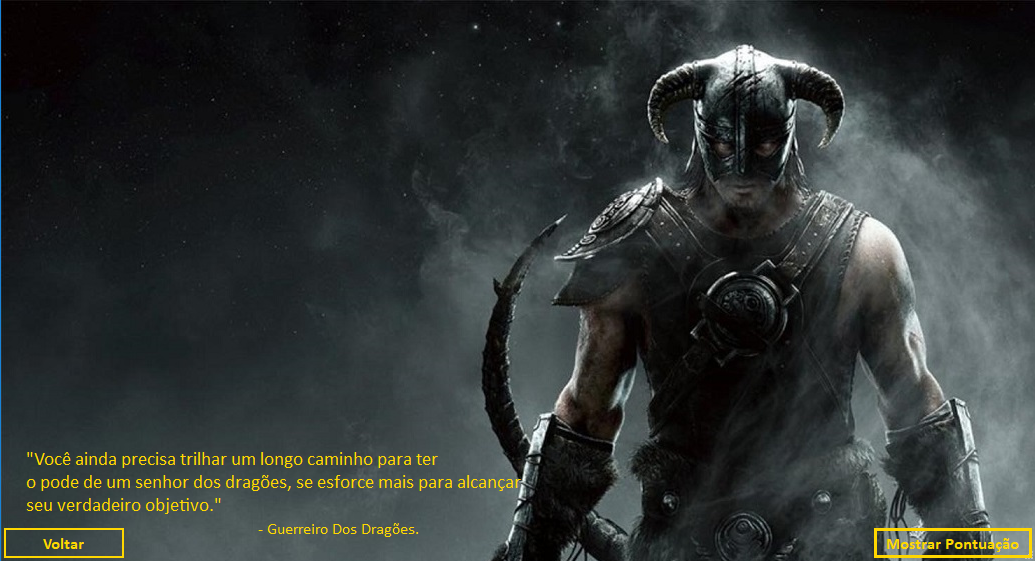 "Você ainda precisa trilhar um longo caminho para ter
o pode de um senhor dos dragões, se esforce mais para alcançar
seu verdadeiro objetivo."
- Guerreiro Dos Dragões.
Voltar
Mostrar Pontuação